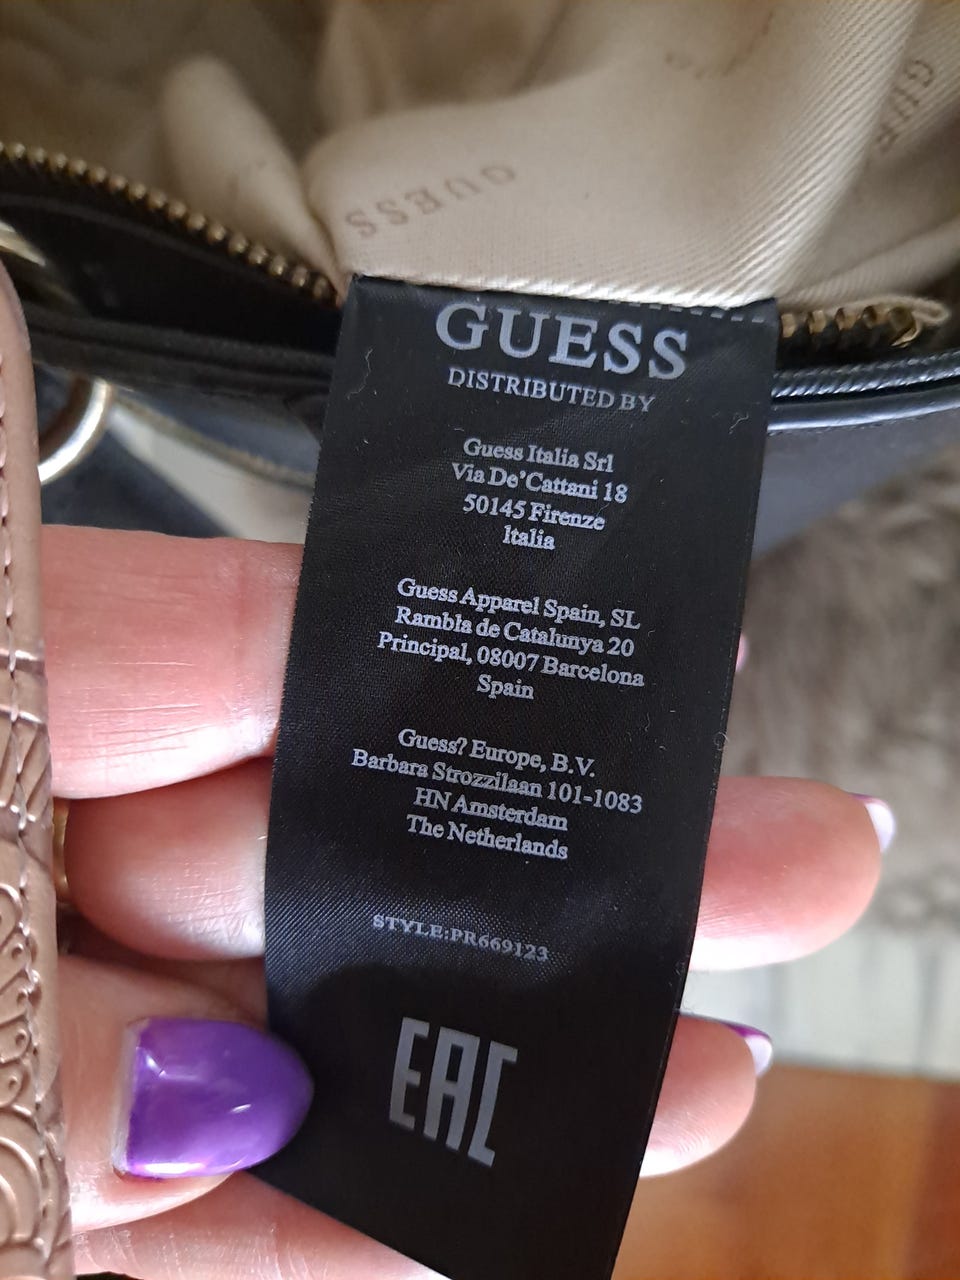 GUESS
GUESS
DISTRIBUTED BY
Guess Italia Srl
Via De'Cattani 18
50145 Firenze
Italia
Guess Apparel Spain, SL
Rambla de Catalunya 20
Principal, 08007 Barcelona
Spain
Guess? Europe, B.V.
Barbara Strozzilaan 101-1083
HN Amsterdam
The Netherlands
STYLE:PR669123
EAC